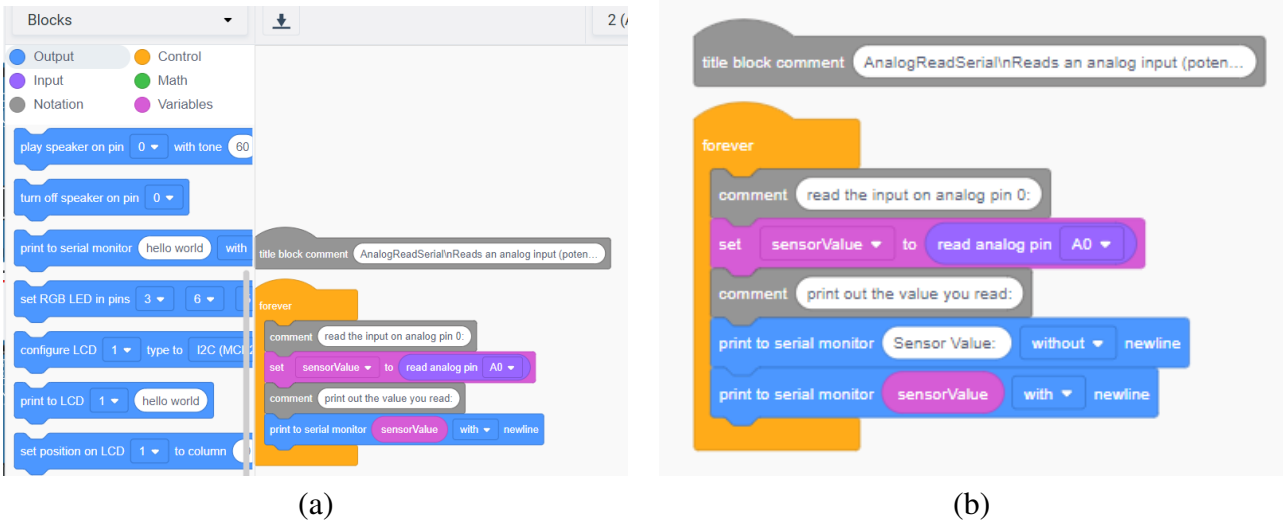 Blocks
2 (
Output Control
Input Math
Notation Variables
play speaker on pin 0 with tone 60
turn off speaker on pin 0
print to serial monitor hello world with
set RGB LED in pins 3 6
configure LCD 1 type to I2C (MC
print to LCD 1 hello world
set position on LCD 1 to column
title block comment AnalogReadSerial\nReads an analog input (poten...
forever
comment read the input on analog pin 0:
set sensorValue to read analog pin A0
comment print out the value you read:
print to serial monitor sensorValue with newline
(a)
title block comment AnalogReadSerial\nReads an analog input (poten...
forever
comment read the input on analog pin 0:
set sensorValue to read analog pin A0
comment print out the value you read:
print to serial monitor Sensor Value: without newline
print to serial monitor sensorValue with newline
(b)